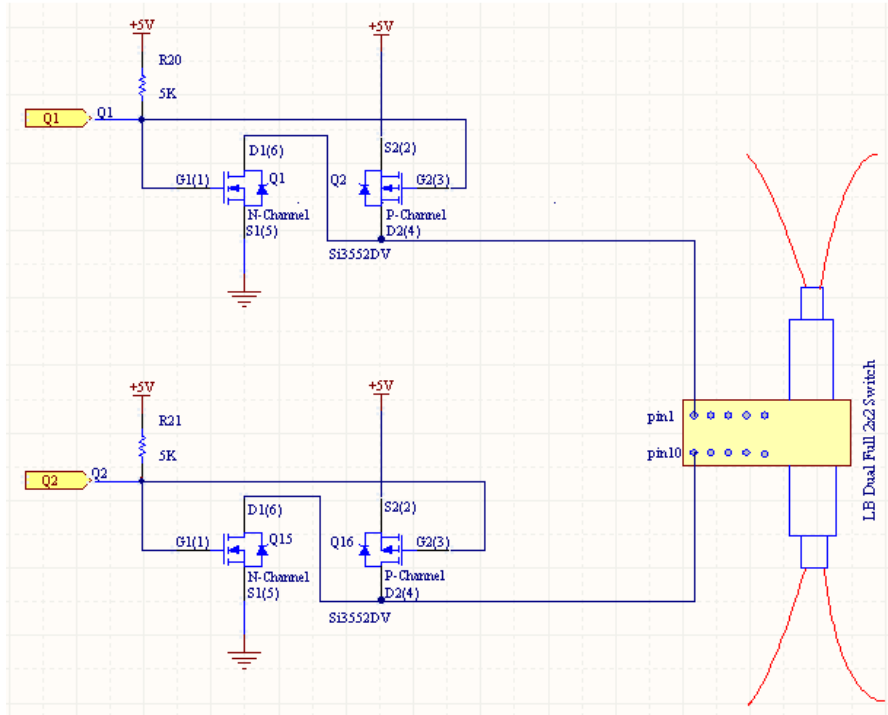 +5V
+5V
R20
5K
Q1
Q1
D1(6)
S2(2)
G1(1)
Q1
Q2
G2(3)
N-Channel
P-Channel
S1(5)
D2(4)
Si3552DV
+5V
+5V
R21
5K
pin1
pin10
LB Dual Full 2x2 Switch
Q2
Q2
D1(6)
S2(2)
G1(1)
Q15
Q16
G2(3)
N-Channel
P-Channel
S1(5)
D2(4)
Si3552DV